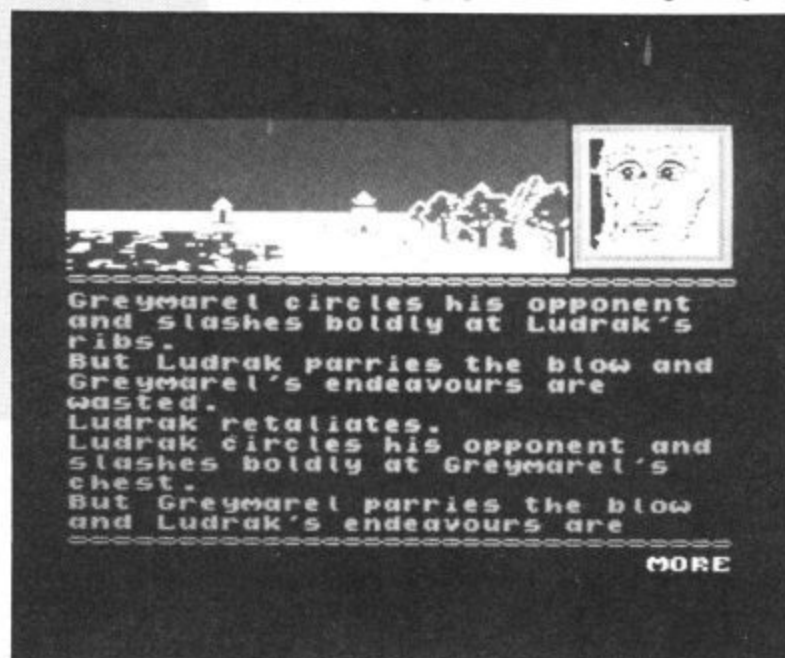 Greymarel circles his opponent
and slashes boldly at Ludrak's
ribs.
But Ludrak parries the blow and
Greymarel's endeavours are
wasted.
Ludrak retaliates.
Ludrak circles his opponent and
slashes boldly at Greymarel's
chest.
But Greymarel parries the blow
and Ludrak's endeavours are
MORE